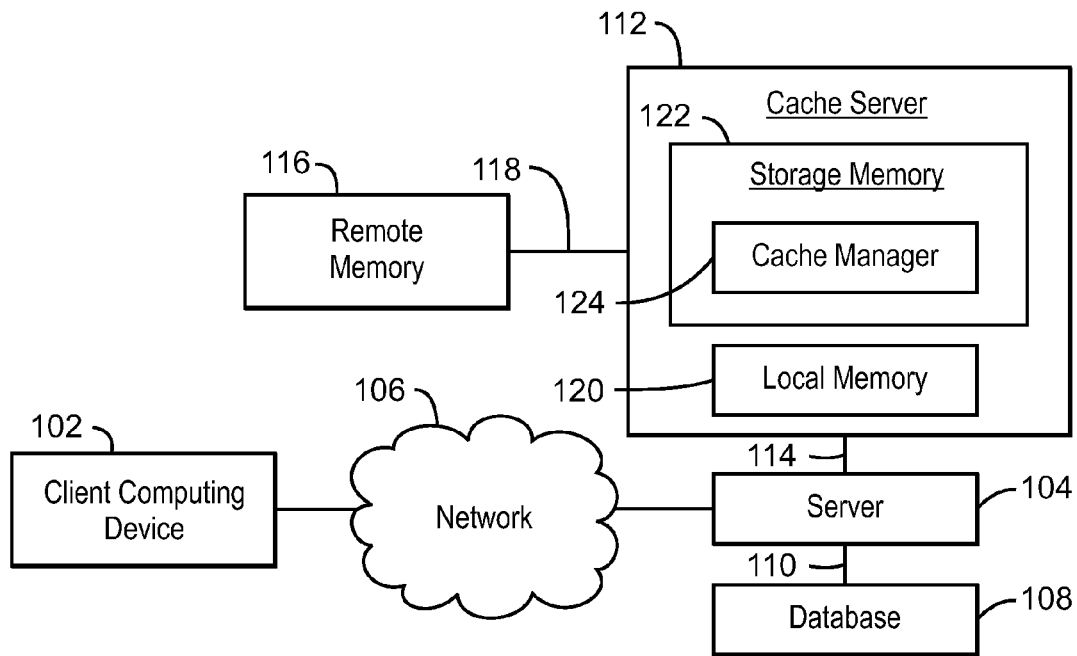 112
Cache Server
122
116
118
Storage Memory
Remote
Memory
Cache Manager
124
106
120
Local Memory
102
114
Client Computing
Device
Network
Server
104
110
Database
108